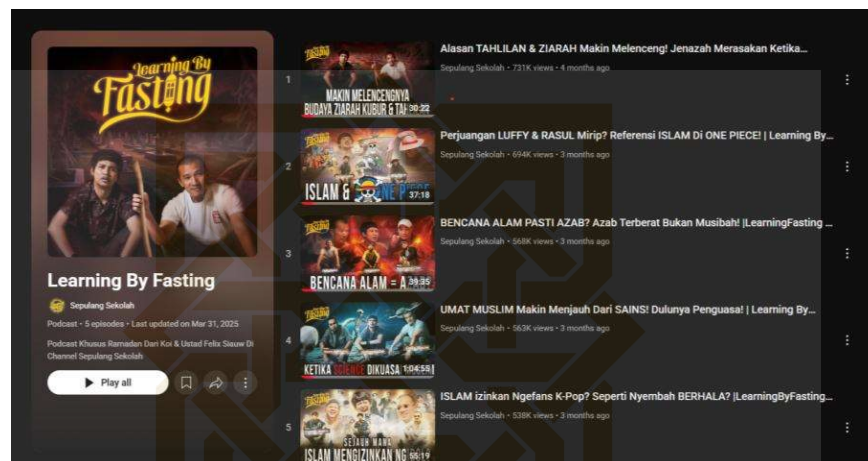 Learning By
Fasting
Learning By Fasting
Sepulang Sekolah
Podcast • 5 episodes • Last updated on Mar 31, 2025
Podcast Khusus Ramadan Dari Koi & Ustad Felix Siauw Di
Channel Sepulang Sekolah
Play all
1
MAKIN MELENCENGNYA
BUDAYA ZIARAH KUBUR & TAH
30:22
Alasan TAHLILAN & ZIARAH Makin Melenceng! Jenazah Merasakan Ketika...
Sepulang Sekolah • 731K views • 4 months ago
2
ISLAM & ONE PIECE
37:18
Perjuangan LUFFY & RASUL Mirip? Referensi ISLAM Di ONE PIECE! | Learning By...
Sepulang Sekolah • 694K views • 3 months ago
3
BENCANA ALAM = A
39:35
BENCANA ALAM PASTI AZAB? Azab Terberat Bukan Musibah! |LearningFasting ...
Sepulang Sekolah • 568K views • 3 months ago
4
KETIKA SCIENCE DIKUASA
1:04:55
UMAT MUSLIM Makin Menjauh Dari SAINS! Dulunya Penguasa! | Learning By...
Sepulang Sekolah • 563K views • 3 months ago
5
SEJAUH MANA
ISLAM MENGIZINKAN NG
55:19
ISLAM izinkan Ngefans K-Pop? Seperti Nyembah BERHALA? |LearningByFasting...
Sepulang Sekolah • 538K views • 3 months ago